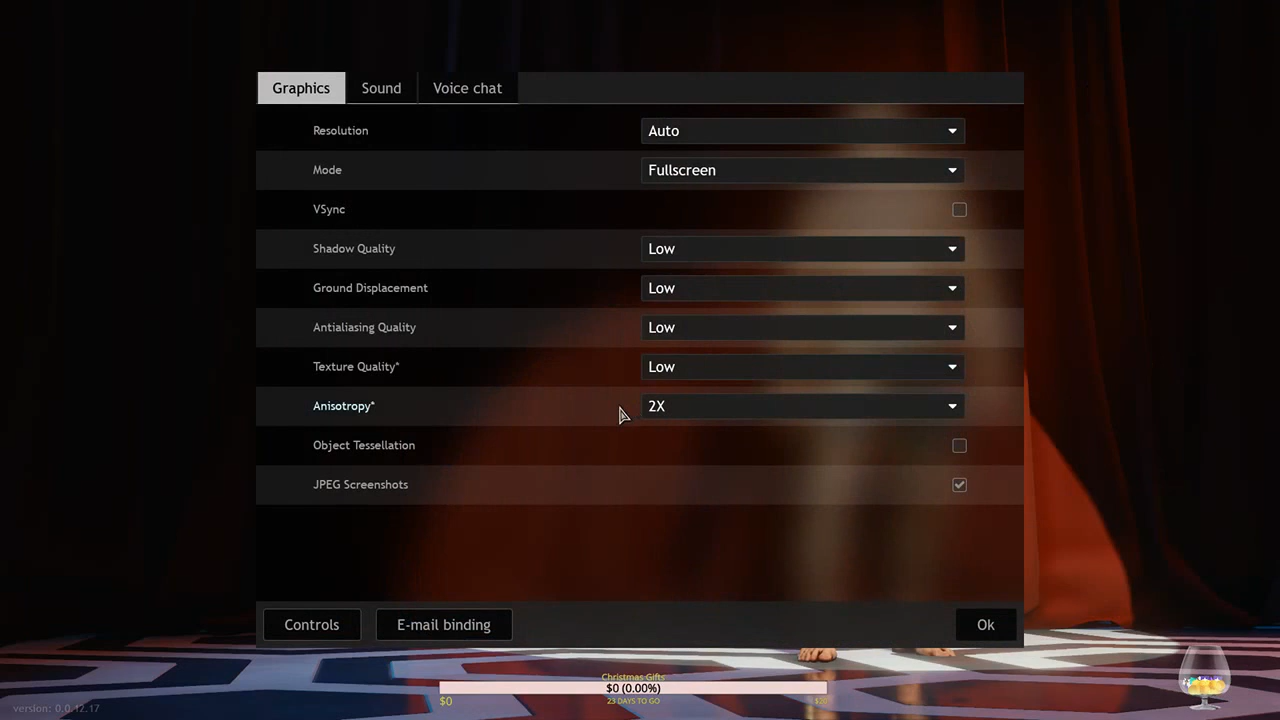 Graphics Sound Voice chat
Resolution Auto
Mode Fullscreen
VSync
Shadow Quality Low
Ground Displacement Low
Antialiasing Quality Low
Texture Quality* Low
Anisotropy* 2X
Object Tessellation
JPEG Screenshots
Controls E-mail binding Ok
Christmas Gifts
$0 (0.00%)
$0 23 DAYS TO GO
version: 0.0.12.17